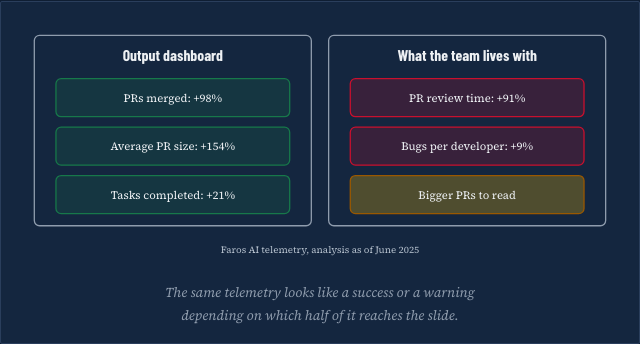 Output dashboard
PRs merged: +98%
Average PR size: +154%
Tasks completed: +21%
What the team lives with
PR review time: +91%
Bugs per developer: +9%
Bigger PRs to read
Faros AI telemetry, analysis as of June 2025
The same telemetry looks like a success or a warning
depending on which half of it reaches the slide.